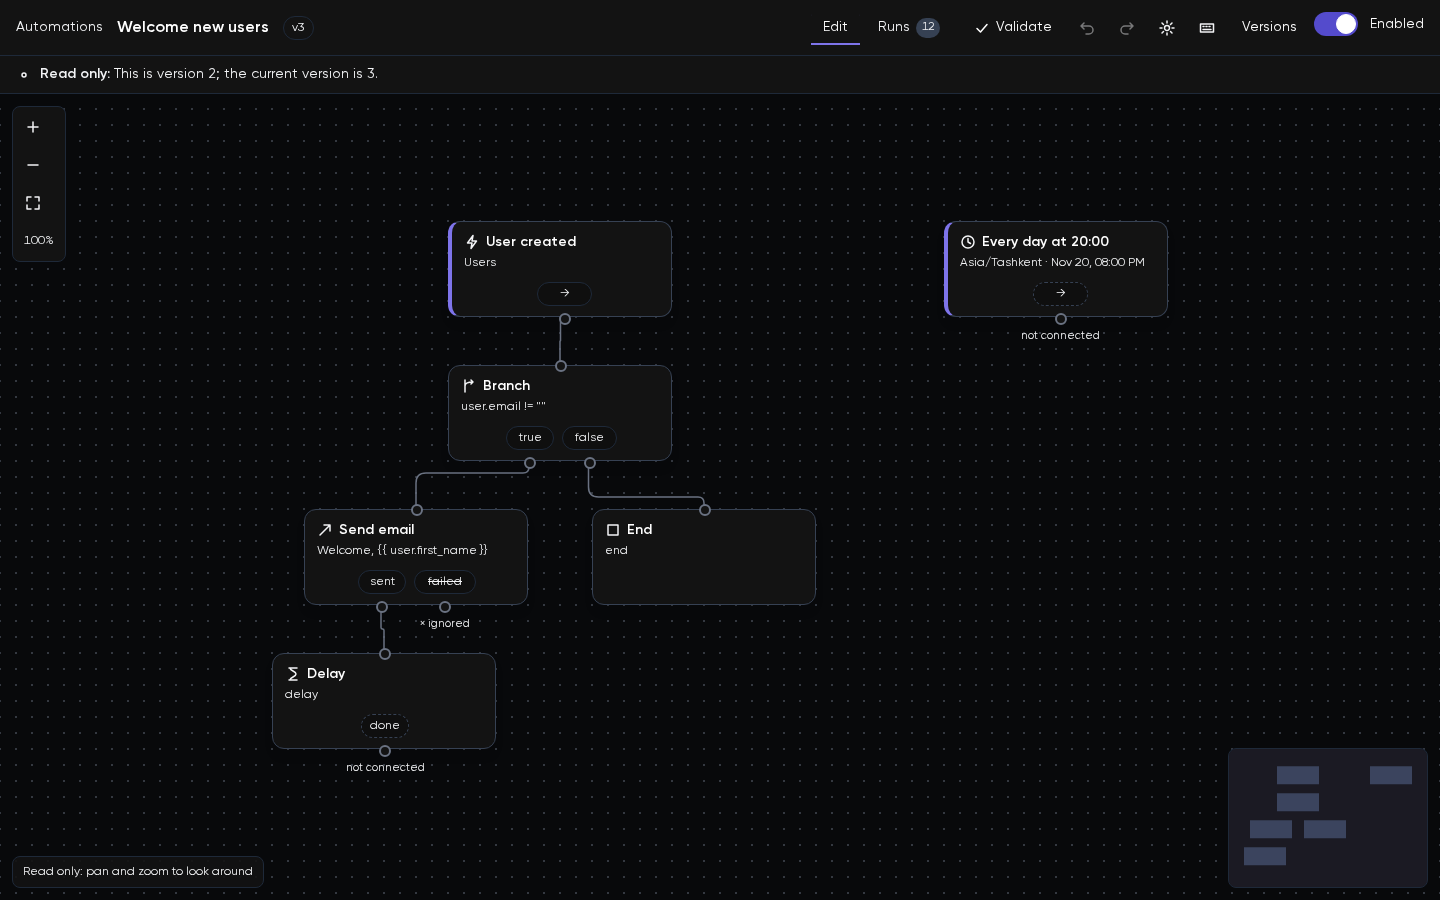 Automations Welcome new users v3 Edit Runs 12 Validate Versions Enabled
Read only: This is version 2; the current version is 3.
100%
User created
Users
Every day at 20:00
Asia/Tashkent · Nov 20, 08:00 PM
not connected
Branch
user.email != ""
true false
Send email
Welcome, {{ user.first_name }}
sent failed
× ignored
End
end
Delay
delay
done
not connected
Read only: pan and zoom to look around